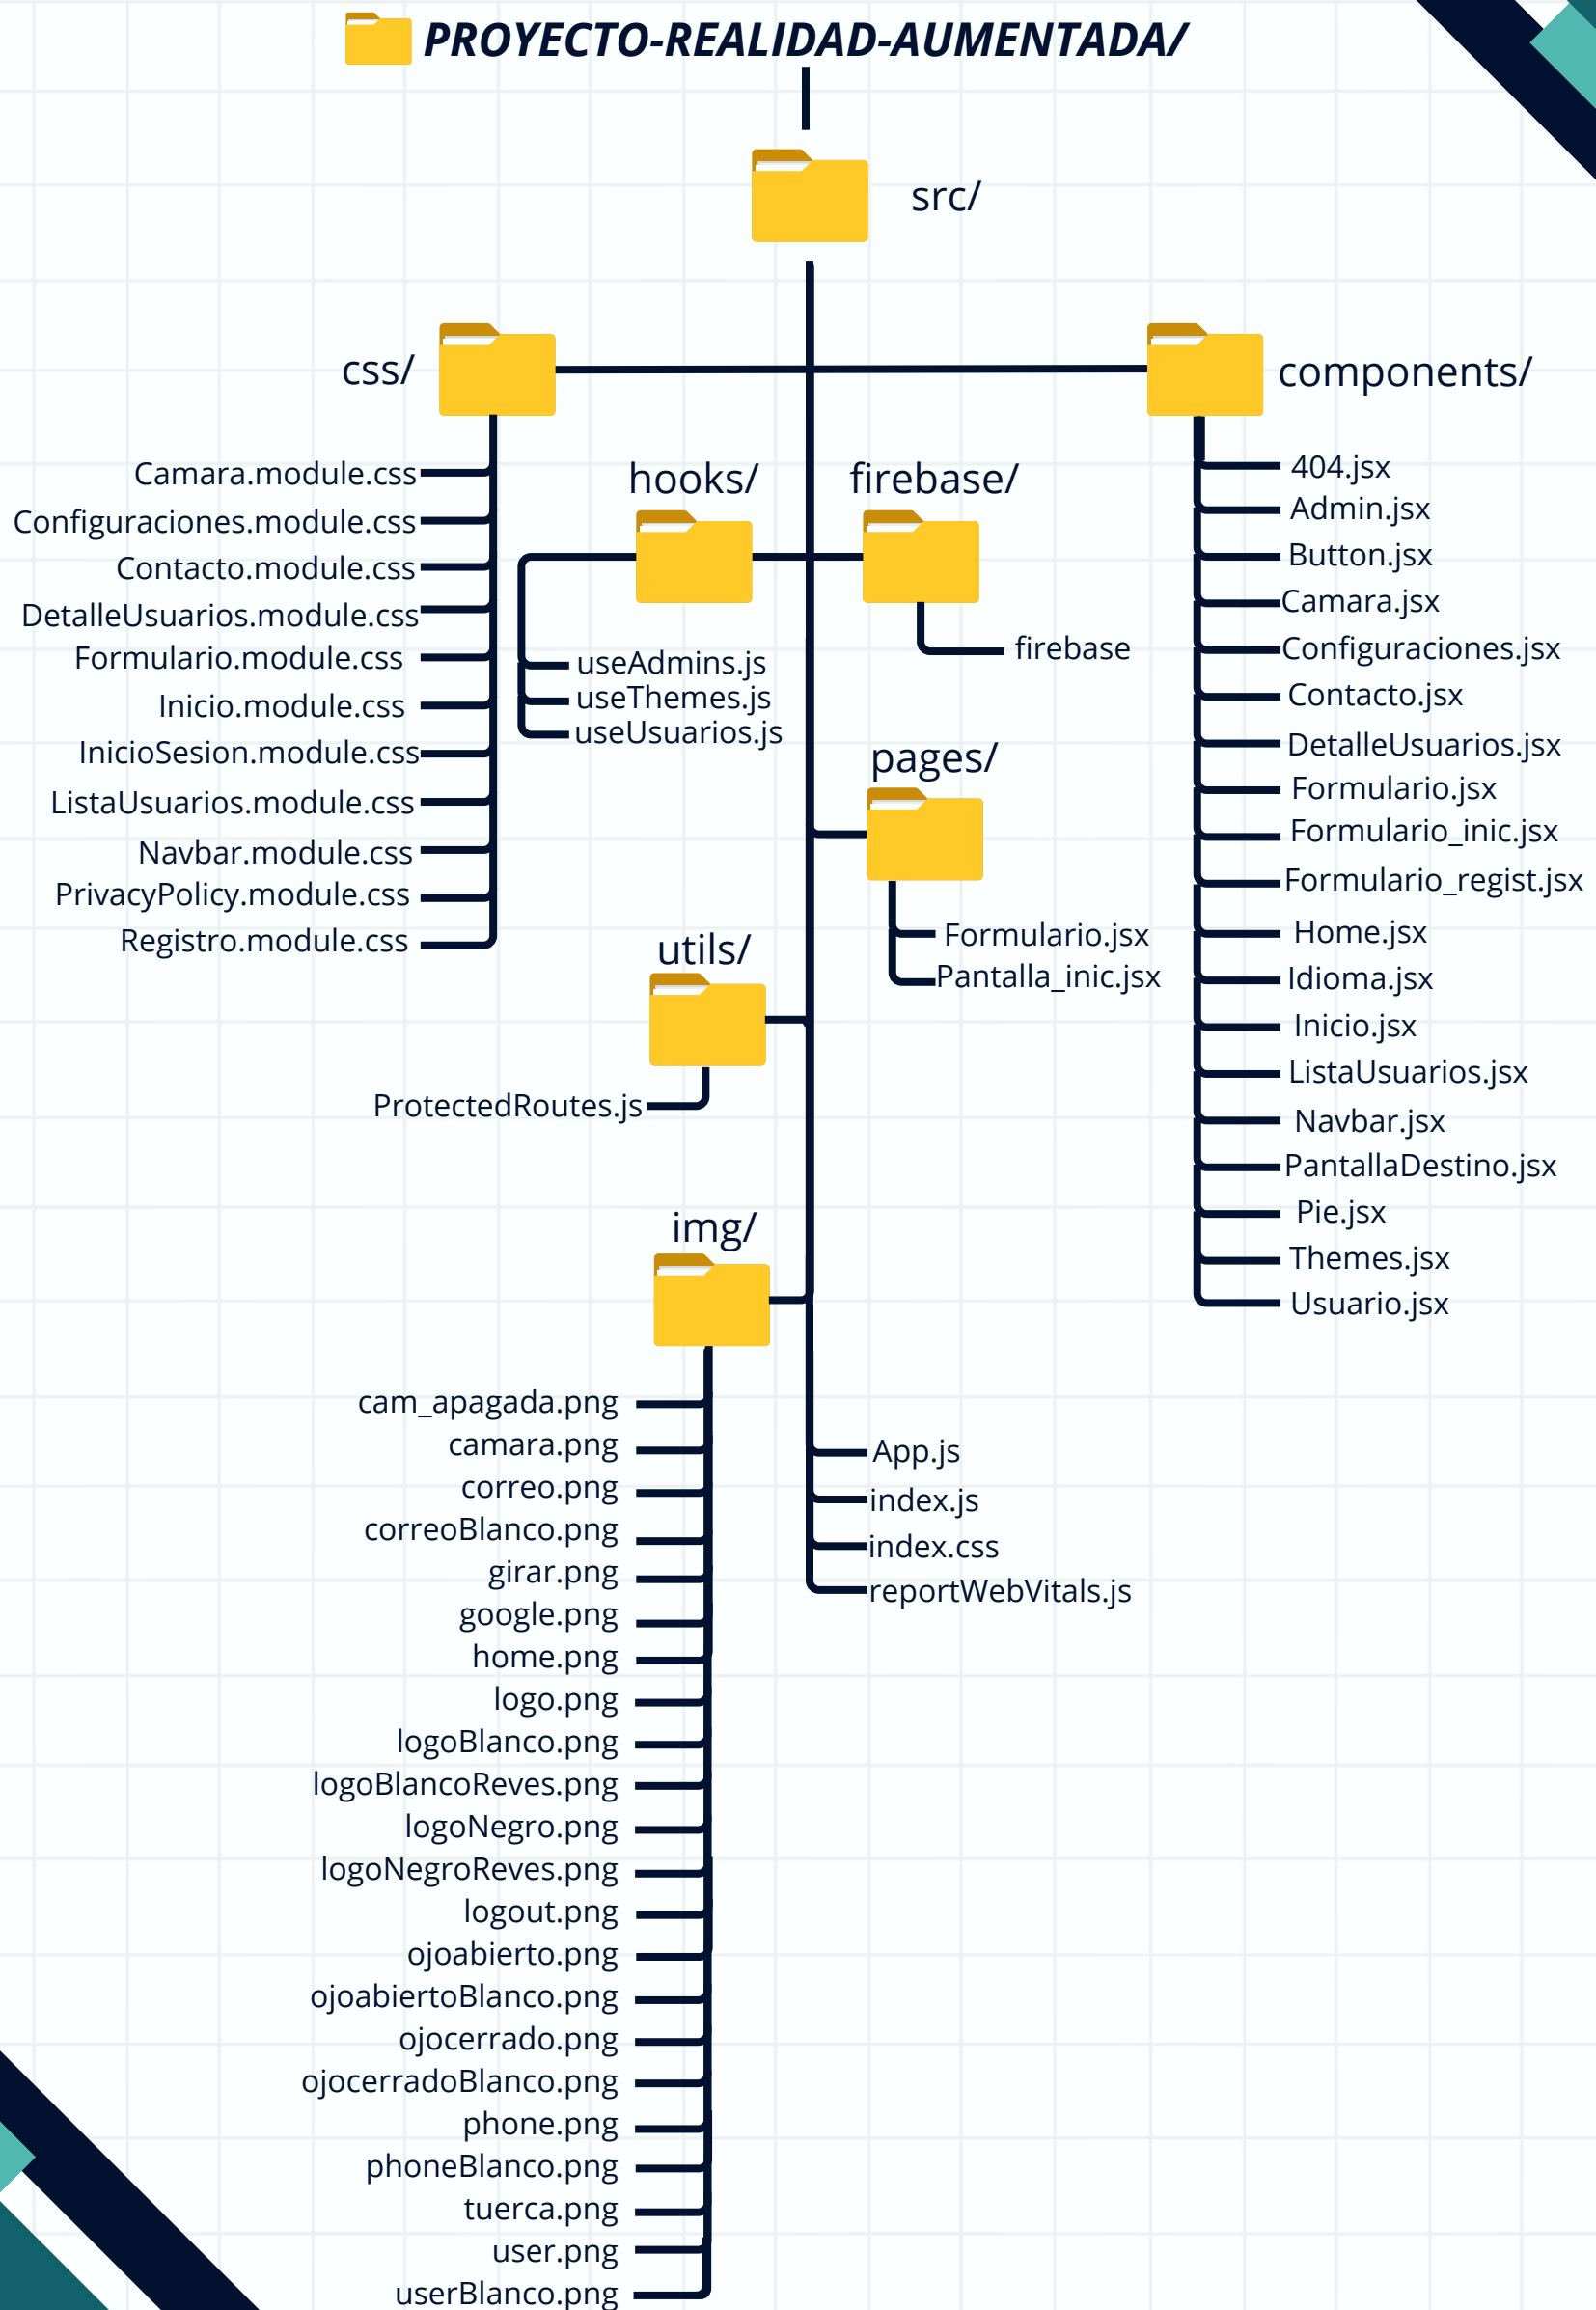 PROYECTO-REALIDAD-AUMENTADA/
src/
css/
Camara.module.css
Configuraciones.module.css
Contacto.module.css
DetalleUsuarios.module.css
Formulario.module.css
Inicio.module.css
InicioSesion.module.css
ListaUsuarios.module.css
Navbar.module.css
PrivacyPolicy.module.css
Registro.module.css
hooks/
useAdmins.js
useThemes.js
useUsuarios.js
firebase/
firebase
pages/
Formulario.jsx
Pantalla_inic.jsx
utils/
ProtectedRoutes.js
components/
404.jsx
Admin.jsx
Button.jsx
Camara.jsx
Configuraciones.jsx
Contacto.jsx
DetalleUsuarios.jsx
Formulario.jsx
Formulario_inic.jsx
Formulario_regist.jsx
Home.jsx
Idioma.jsx
Inicio.jsx
ListaUsuarios.jsx
Navbar.jsx
PantallaDestino.jsx
Pie.jsx
Themes.jsx
Usuario.jsx
img/
cam_apagada.png
camara.png
correo.png
correoBlanco.png
girar.png
google.png
home.png
logo.png
logoBlanco.png
logoBlancoReves.png
logoNegro.png
logoNegroReves.png
logout.png
ojoabierto.png
ojoabiertoBlanco.png
ojocerrado.png
ojocerradoBlanco.png
phone.png
phoneBlanco.png
tuerca.png
user.png
userBlanco.png
App.js
index.js
index.css
reportWebVitals.js